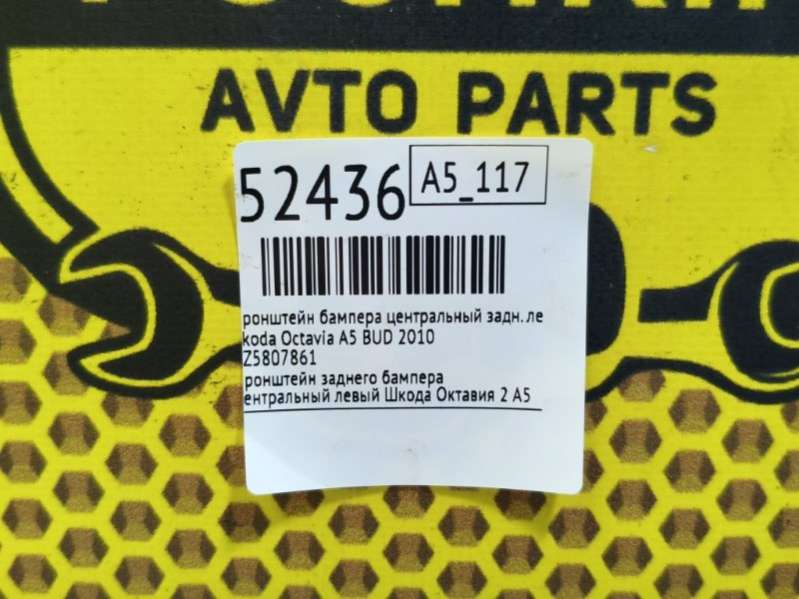 AVTO PARTS
52436
A5_117
ронштейн бампера центральный задн. ле
koda Octavia A5 BUD 2010
Z5807861
ронштейн заднего бампера
ентральный левый Шкода Октавия 2 А5